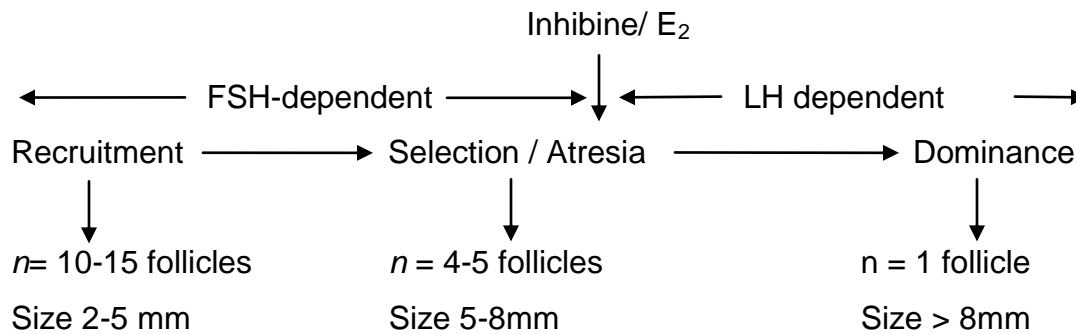 Inhibine/ E₂
FSH-dependent LH dependent
Recruitment Selection / Atresia Dominance
n= 10-15 follicles n = 4-5 follicles n = 1 follicle
Size 2-5 mm Size 5-8mm Size > 8mm